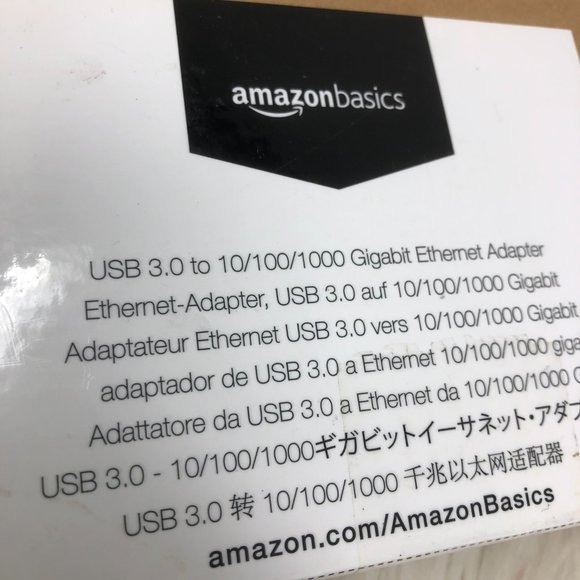 amazonbasics
USB 3.0 to 10/100/1000 Gigabit Ethernet Adapter
Ethernet-Adapter, USB 3.0 auf 10/100/1000 Gigabit
Adaptateur Ethernet USB 3.0 vers 10/100/1000 Gigabit
adaptador de USB 3.0 a Ethernet 10/100/1000
Adattatore da USB 3.0 a Ethernet da 10/100/1000
USB 3.0 - 10/100/1000ギガビットイーサネット・アダプ
USB 3.0 转 10/100/1000 千兆以太网适配器
amazon.com/AmazonBasics